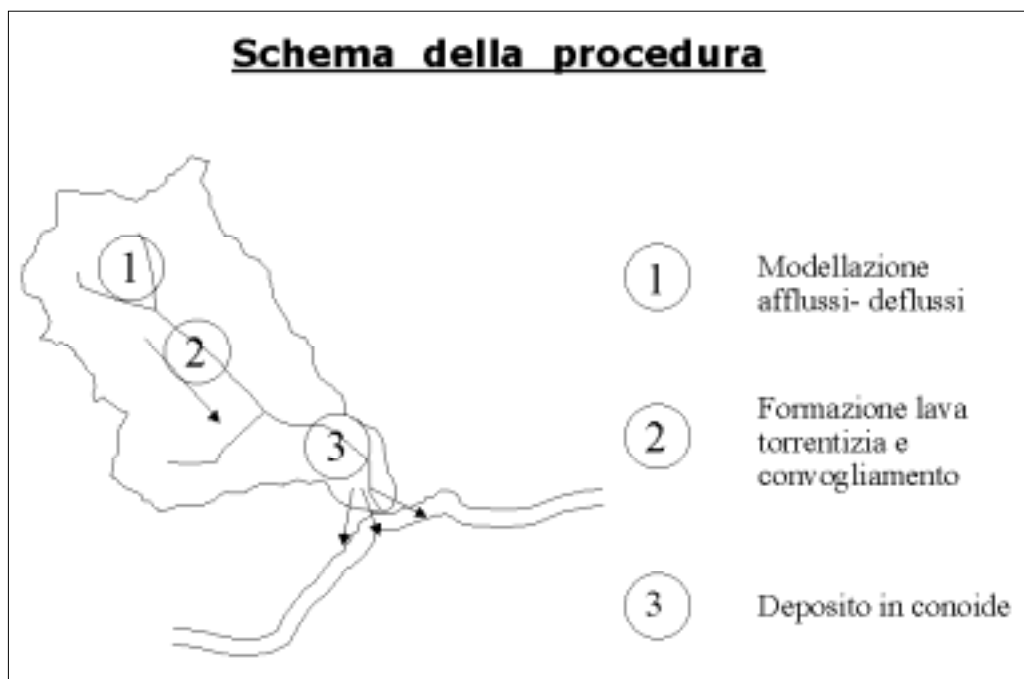 Schema della procedura
1
2
3
1
Modellazione
afflussi- deflussi
2
Formazione lava
torrentizia e
convogliamento
3
Deposito in conoide